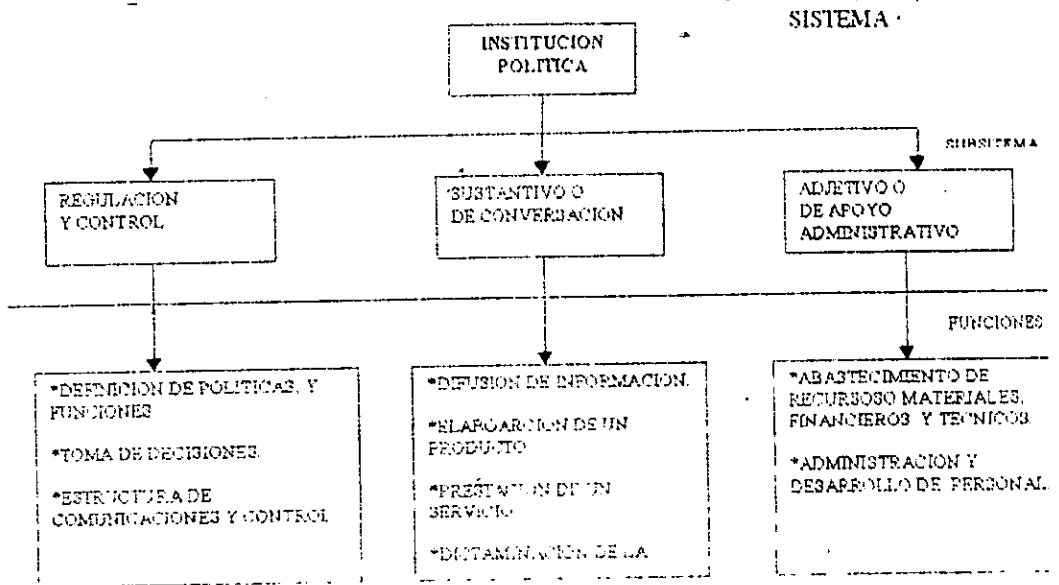 SISTEMA
INSTITUCION
POLITICA
SUBSITEMA
REGULACION
Y CONTROL
SUSTANTIVO O
DE CONVERSACION
ADJETIVO O
DE APOYO
ADMINISTRATIVO
FUNCIONES
*DEFINICION DE POLITICAS, Y
FUNCIONES
*TOMA DE DECISIONES.
*ESTRUCTURA DE
COMUNICACIONES Y CONTROL
*DIFUSION DE INFORMACION.
*ELABOARCION DE UN
PRODUCTO
*PRESTACION DE UN
SERVICIO
*DICTAMINACION DE LA
*ABASTECIMIENTO DE
RECURSOSO MATERIALES,
FINANCIEROS Y TECNICOS.
*ADMINISTRACION Y
DESARROLLO DE PERSONAL.